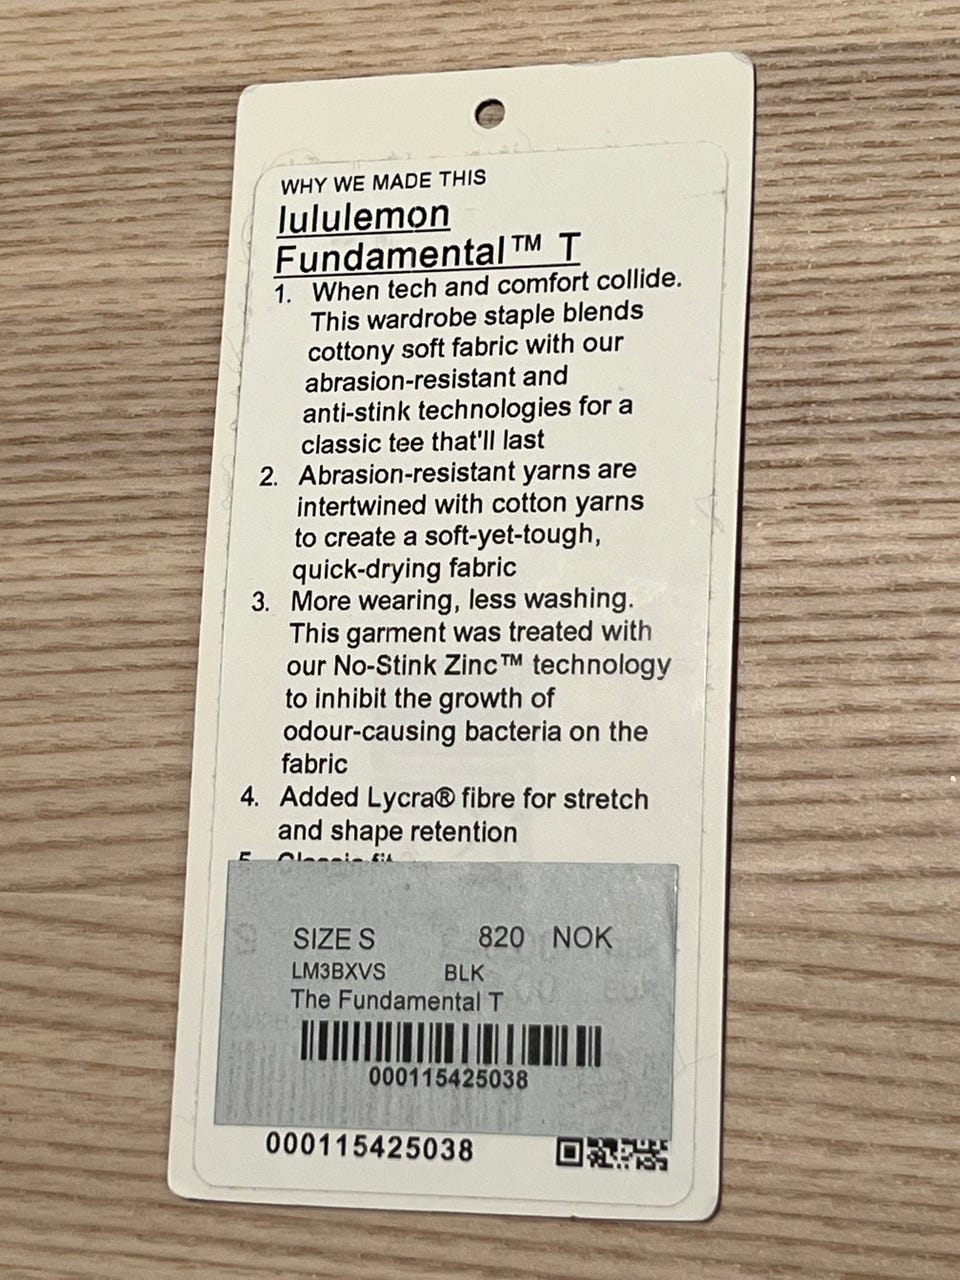 WHY WE MADE THIS
lululemon
Fundamental™ T
1. When tech and comfort collide.
This wardrobe staple blends
cottony soft fabric with our
abrasion-resistant and
anti-stink technologies for a
classic tee that'll last
2. Abrasion-resistant yarns are
intertwined with cotton yarns
to create a soft-yet-tough,
quick-drying fabric
3. More wearing, less washing.
This garment was treated with
our No-Stink Zinc™ technology
to inhibit the growth of
odour-causing bacteria on the
fabric
4. Added Lycra® fibre for stretch
and shape retention
5. Classic fit
SIZE S 820 NOK
LM3BXVS BLK
The Fundamental T
000115425038
000115425038